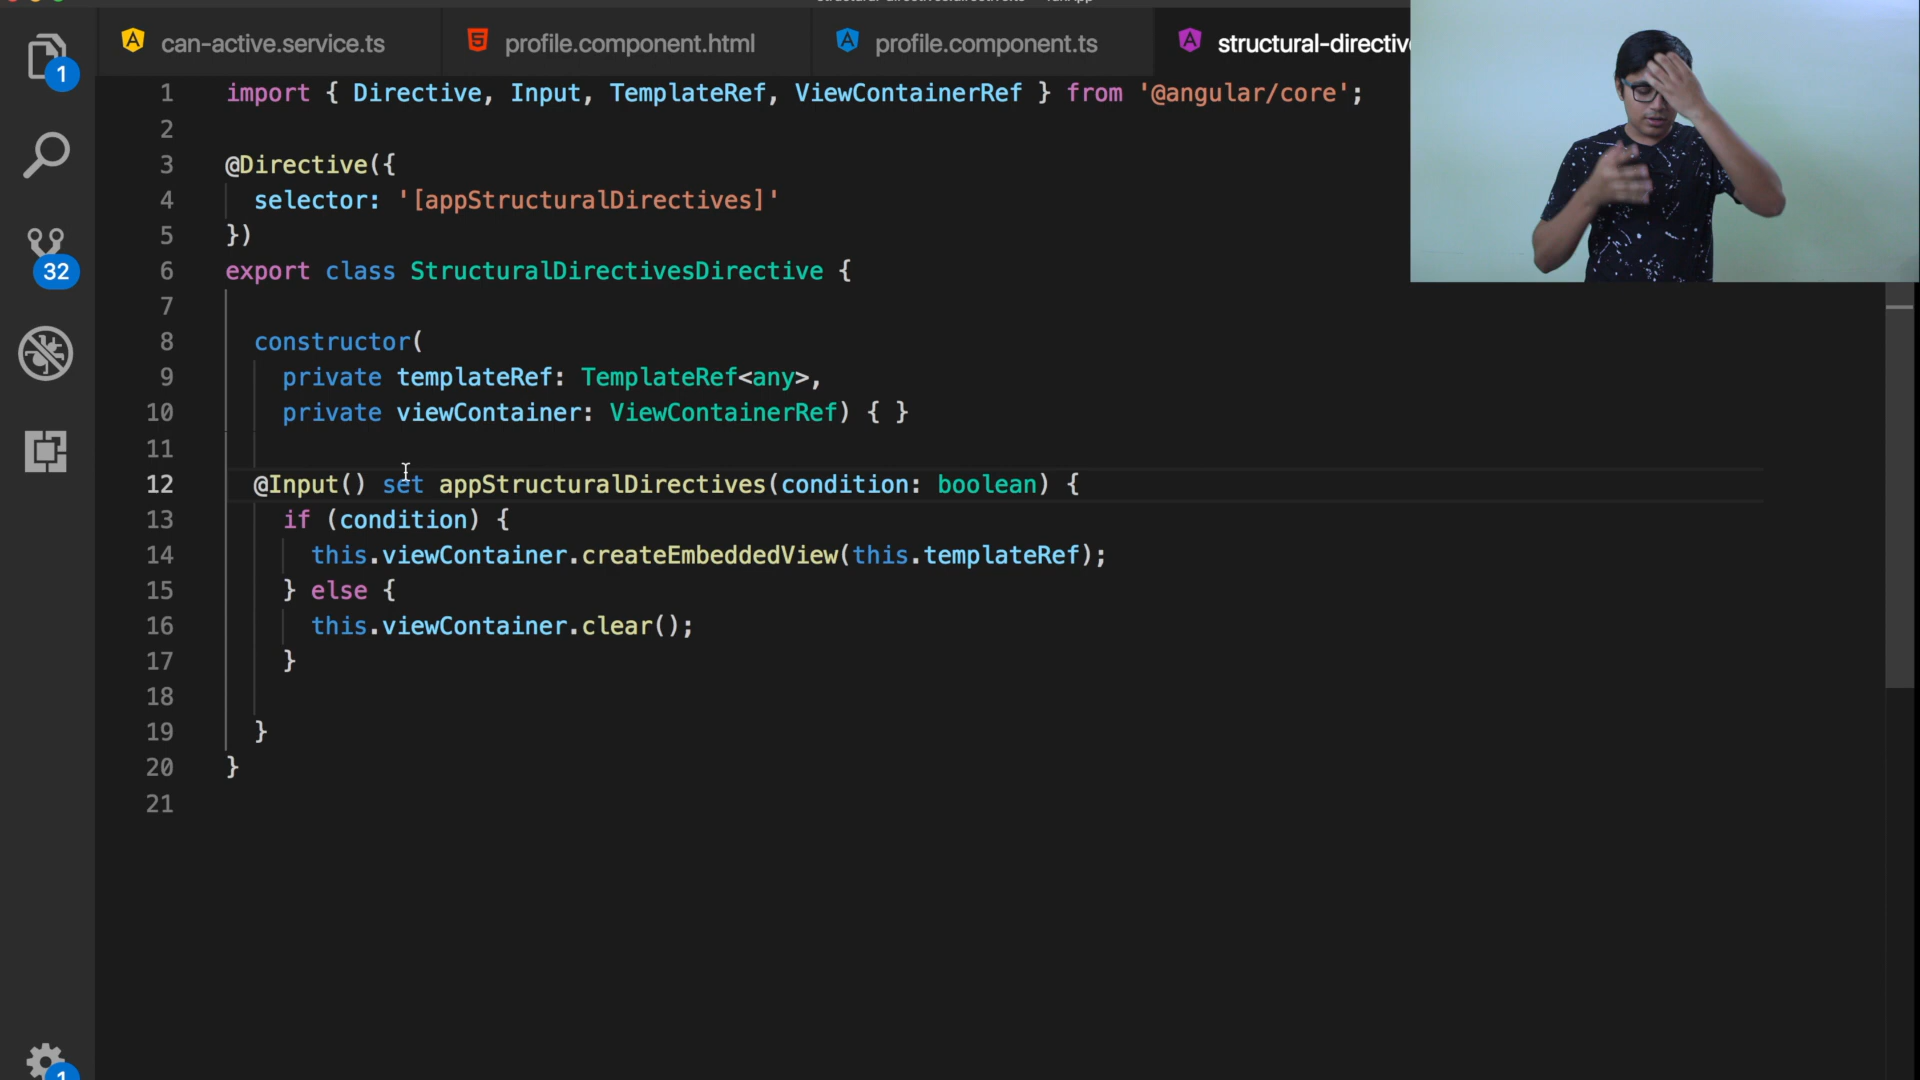 can-active.service.ts
profile.component.html
profile.component.ts
structural-directiv
1
32
1
1 import { Directive, Input, TemplateRef, ViewContainerRef } from '@angular/core';
2
3 @Directive({
4 selector: '[appStructuralDirectives]'
5 })
6 export class StructuralDirectivesDirective {
7
8 constructor(
9 private templateRef: TemplateRef<any>,
10 private viewContainer: ViewContainerRef) { }
11
12 @Input() set appStructuralDirectives(condition: boolean) {
13 if (condition) {
14 this.viewContainer.createEmbeddedView(this.templateRef);
15 } else {
16 this.viewContainer.clear();
17 }
18
19 }
20 }
21